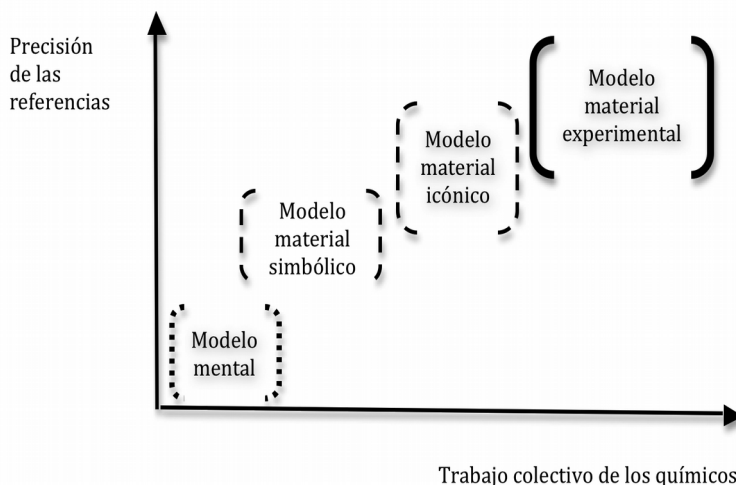 Precisión
de las
referencias
Modelo
material
experimental
Modelo
material
icónico
Modelo
material
simbólico
Modelo
mental
Trabajo colectivo de los químicos